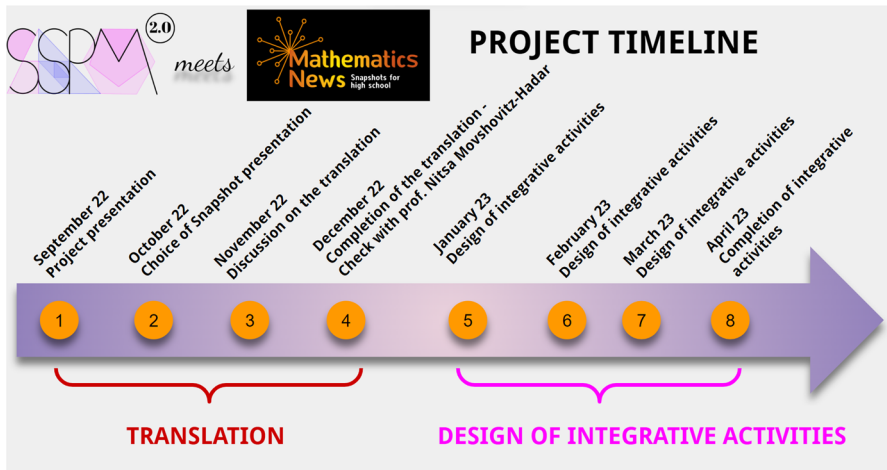 SSPM 2.0
meets
Mathematics
News Snapshots for
high school
PROJECT TIMELINE
September 22
Project presentation
October 22
Choice of Snapshot presentation
November 22
Discussion on the translation
December 22
Completion of the translation -
Check with prof. Nitsa Movshovitz-Hadar
January 23
Design of integrative activities
February 23
Design of integrative activities
March 23
Design of integrative activities
April 23
Completion of integrative
activities
1 2 3 4 5 6 7 8
TRANSLATION
DESIGN OF INTEGRATIVE ACTIVITIES